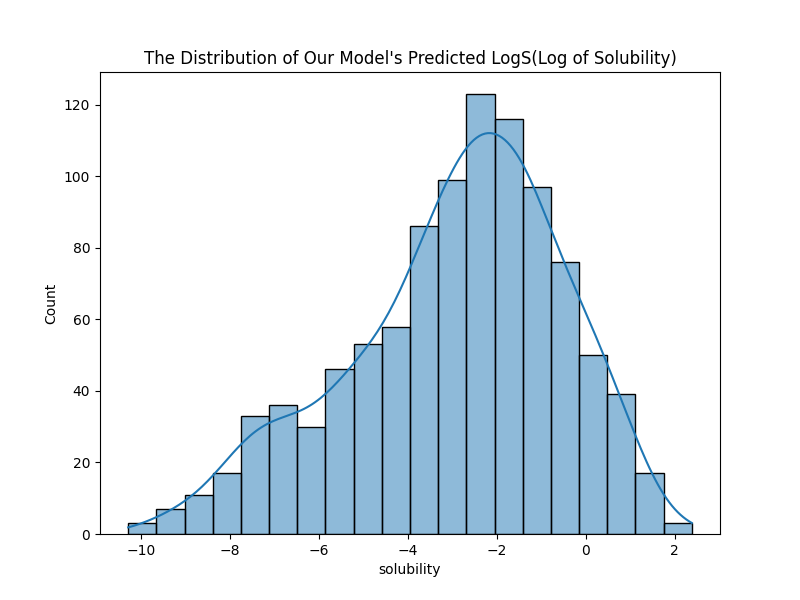 The Distribution of Our Model's Predicted LogS(Log of Solubility)
120
100
80
60
40
20
0
Count
−10 −8 −6 −4 −2 0 2
solubility